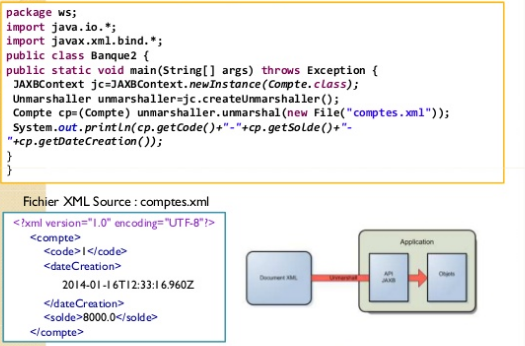 package ws;
import java.io.*;
import javax.xml.bind.*;
public class Banque2 {
public static void main(String[] args) throws Exception {
JAXBContext jc=JAXBContext.newInstance(Compte.class);
Unmarshaller unmarshaller=jc.createUnmarshaller();
Compte cp=(Compte) unmarshaller.unmarshal(new File("comptes.xml"));
System.out.println(cp.getCode()+"-"+cp.getSolde()+"-
"+cp.getDateCreation());
}
}
Fichier XML Source : comptes.xml
<?xml version="1.0" encoding="UTF-8"?>
<compte>
<code>1</code>
<dateCreation>
2014-01-16T12:33:16.960Z
</dateCreation>
<solde>8000.0</solde>
</compte>
Application
Document XML
Unmarshall
API
JAXB
Objets